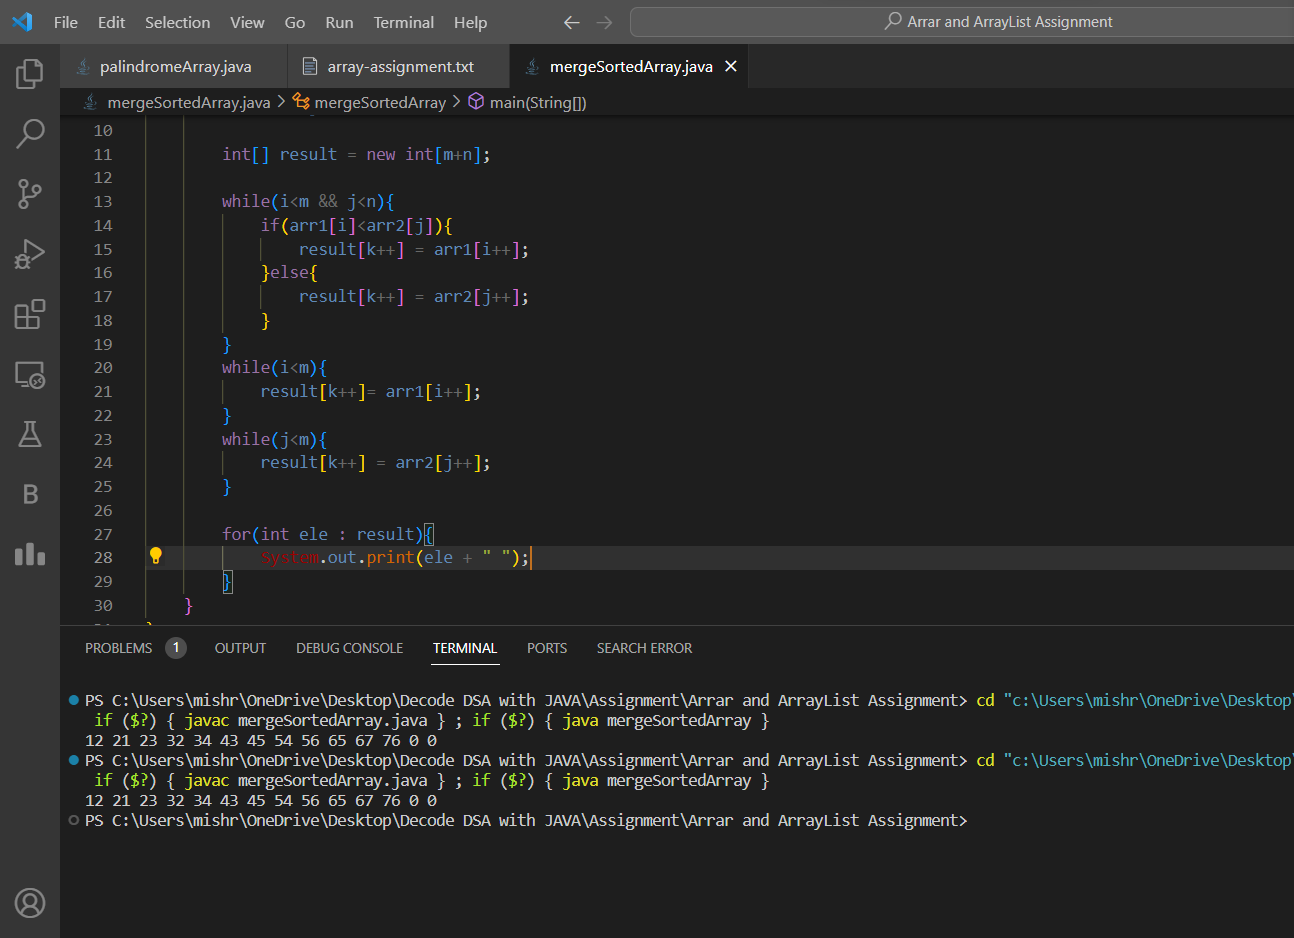 File Edit Selection View Go Run Terminal Help
Arrar and ArrayList Assignment
palindromeArray.java array-assignment.txt mergeSortedArray.java
mergeSortedArray.java > mergeSortedArray > main(String[])
10
11 int[] result = new int[m+n];
12
13 while(i<m && j<n){
14 if(arr1[i]<arr2[j]){
15 result[k++] = arr1[i++];
16 }else{
17 result[k++] = arr2[j++];
18 }
19 }
20 while(i<m){
21 result[k++]= arr1[i++];
22 }
23 while(j<m){
24 result[k++] = arr2[j++];
25 }
26
27 for(int ele : result){
28 System.out.print(ele + " ");
29 }
30 }
PROBLEMS 1 OUTPUT DEBUG CONSOLE TERMINAL PORTS SEARCH ERROR
PS C:\Users\mishr\OneDrive\Desktop\Decode DSA with JAVA\Assignment\Arrar and ArrayList Assignment> cd "c:\Users\mishr\OneDrive\Desktop\
if ($?) { javac mergeSortedArray.java } ; if ($?) { java mergeSortedArray }
12 21 23 32 34 43 45 54 56 65 67 76 0 0
PS C:\Users\mishr\OneDrive\Desktop\Decode DSA with JAVA\Assignment\Arrar and ArrayList Assignment> cd "c:\Users\mishr\OneDrive\Desktop\
if ($?) { javac mergeSortedArray.java } ; if ($?) { java mergeSortedArray }
12 21 23 32 34 43 45 54 56 65 67 76 0 0
PS C:\Users\mishr\OneDrive\Desktop\Decode DSA with JAVA\Assignment\Arrar and ArrayList Assignment>